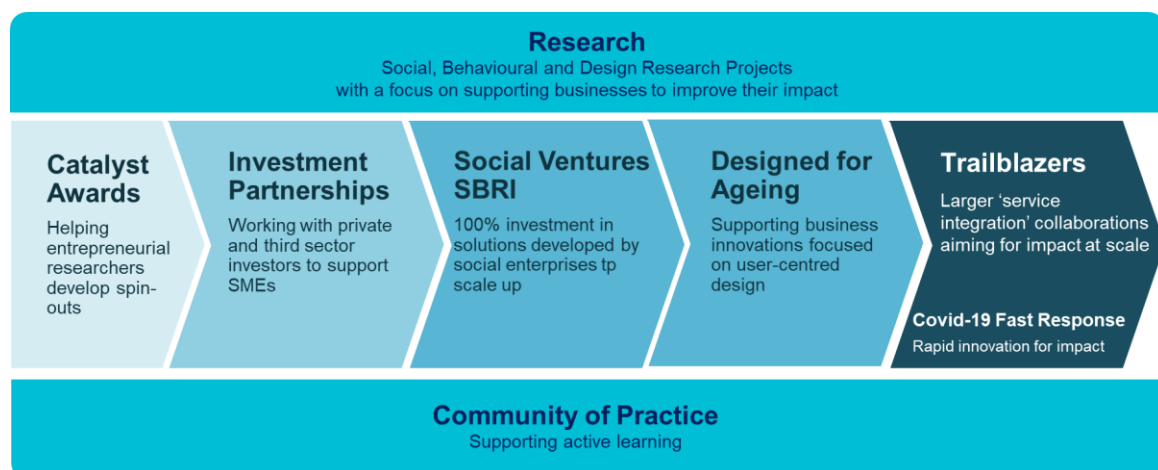 Research
Social, Behavioural and Design Research Projects
with a focus on supporting businesses to improve their impact
Catalyst
Awards
Helping
entrepreneurial
researchers
develop spin-
outs
Investment
Partnerships
Working with private
and third sector
investors to support
SMEs
Social Ventures
SBRI
100% investment in
solutions developed by
social enterprises tp
scale up
Designed for
Ageing
Supporting business
innovations focused
on user-centred
design
Trailblazers
Larger ‘service
integration’ collaborations
aiming for impact at scale
Covid-19 Fast Response
Rapid innovation for impact
Community of Practice
Supporting active learning